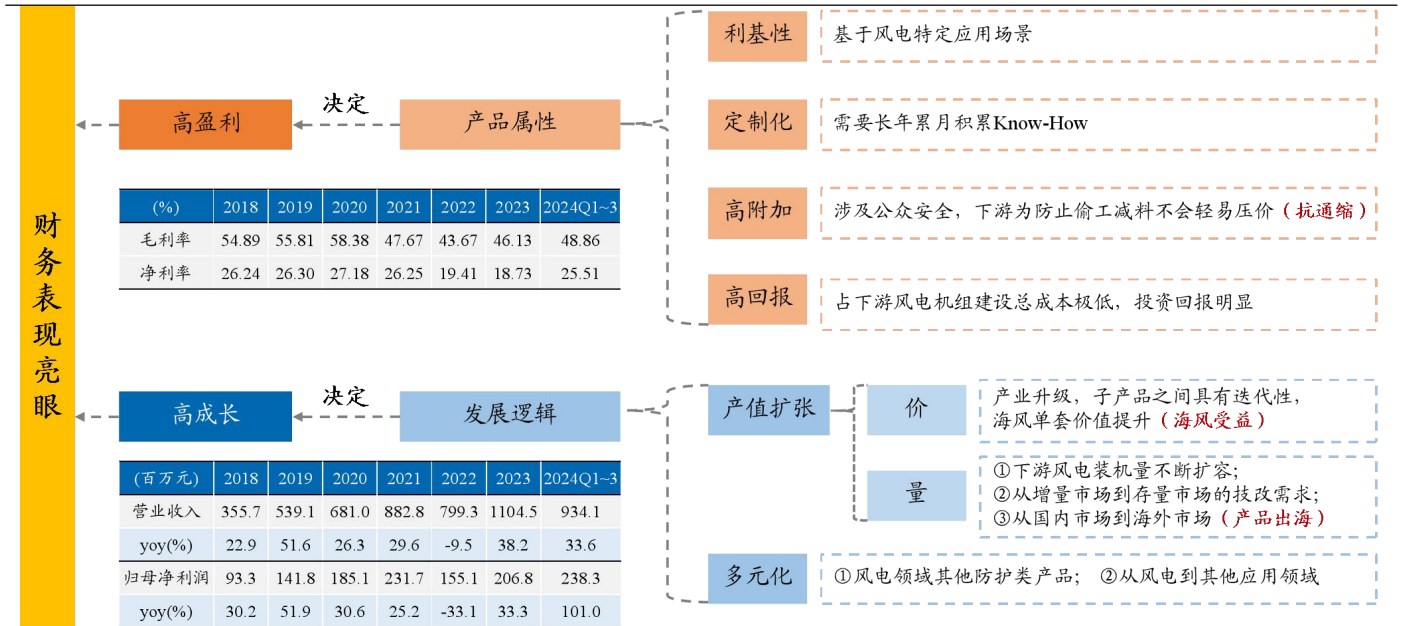 财务表现亮眼
高盈利
决定
产品属性
利基性
基于风电特定应用场景
定制化
需要长年累月积累Know-How
高附加
涉及公众安全，下游为防止偷工减料不会轻易压价（抗通缩）
高回报
占下游风电机组建设总成本极低，投资回报明显
(%) 2018 2019 2020 2021 2022 2023 2024Q1~3
毛利率 54.89 55.81 58.38 47.67 43.67 46.13 48.86
净利率 26.24 26.30 27.18 26.25 19.41 18.73 25.51
高成长
决定
发展逻辑
产值扩张
价
产业升级，子产品之间具有迭代性，
海风单套价值提升（海风受益）
量
①下游风电装机量不断扩容；
②从增量市场到存量市场的技改需求；
③从国内市场到海外市场（产品出海）
多元化
①风电领域其他防护类产品； ②从风电到其他应用领域
(百万元) 2018 2019 2020 2021 2022 2023 2024Q1~3
营业收入 355.7 539.1 681.0 882.8 799.3 1104.5 934.1
yoy(%) 22.9 51.6 26.3 29.6 -9.5 38.2 33.6
归母净利润 93.3 141.8 185.1 231.7 155.1 206.8 238.3
yoy(%) 30.2 51.9 30.6 25.2 -33.1 33.3 101.0